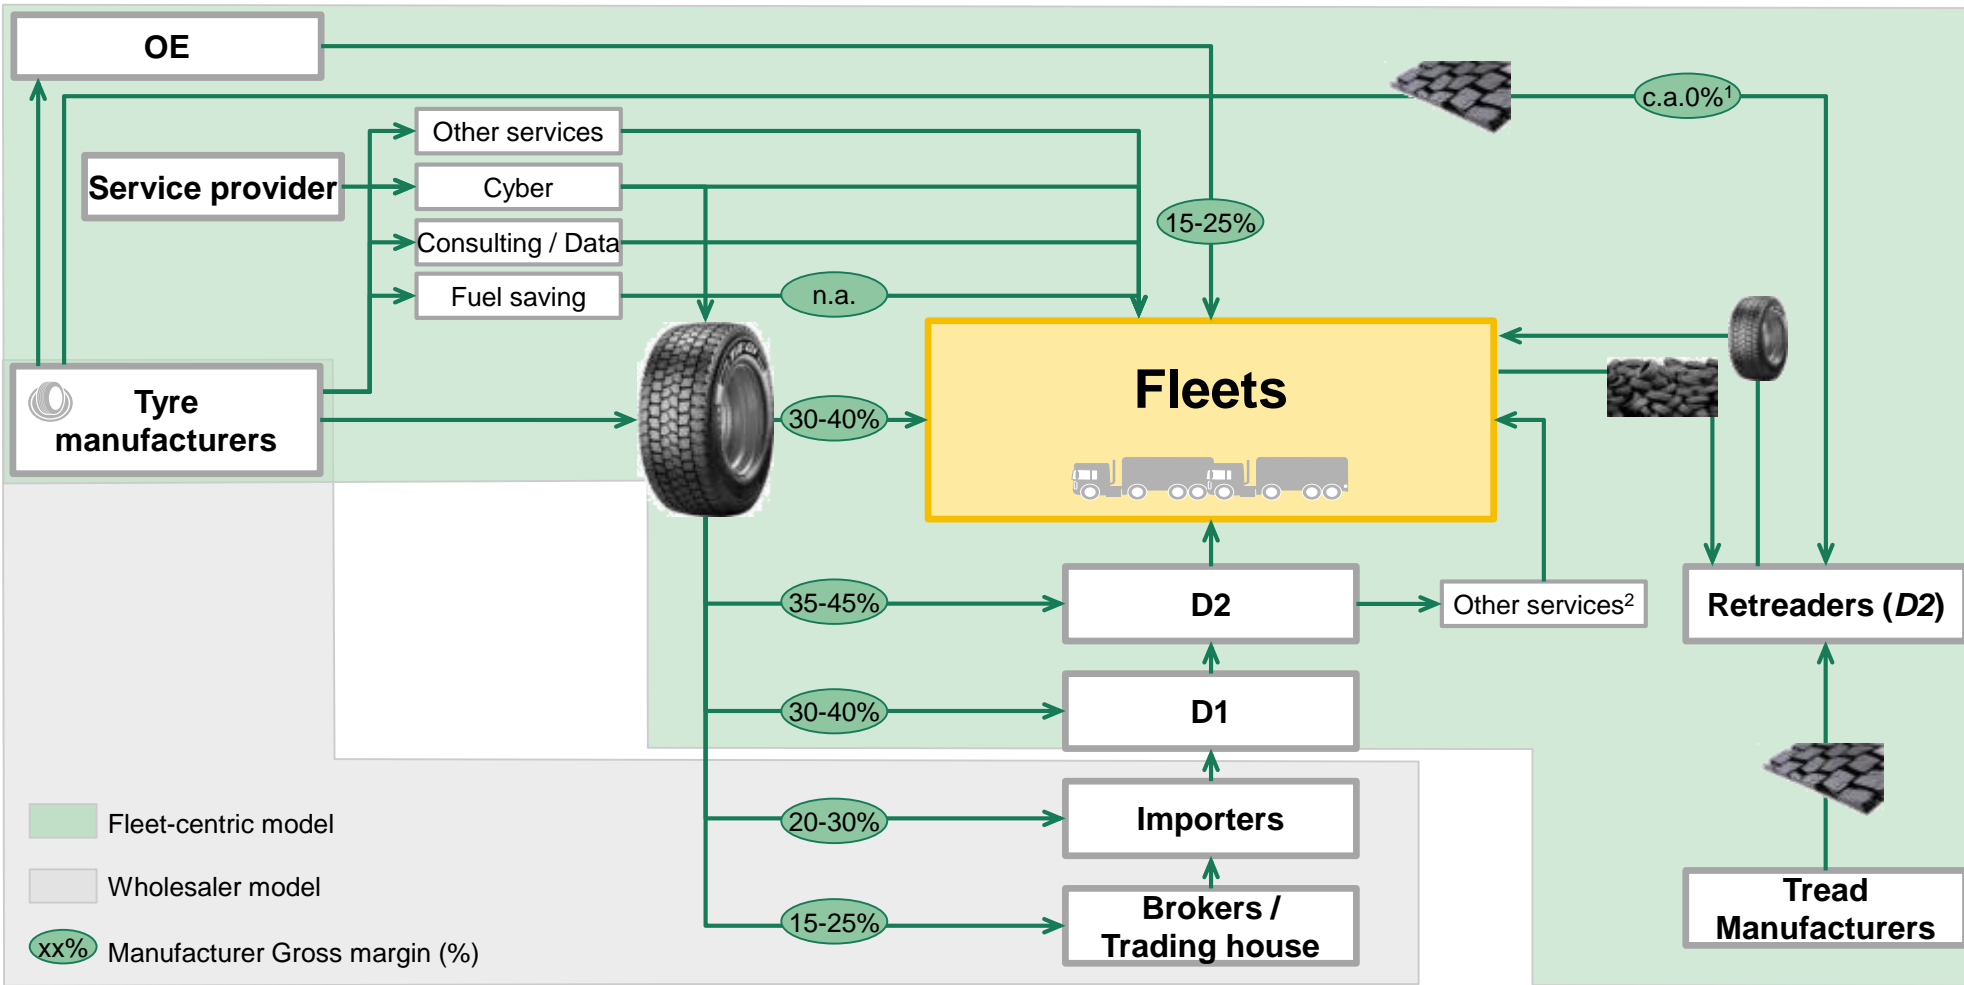 OE
c.a.0%¹
Other services
Service provider
Cyber
15-25%
Consulting / Data
Fuel saving
n.a.
Tyre
manufacturers
30-40%
Fleets
35-45%
D2
Other services²
Retreaders (D2)
30-40%
D1
20-30%
Importers
Fleet-centric model
Wholesaler model
xx%
Manufacturer Gross margin (%)
15-25%
Brokers /
Trading house
Tread
Manufacturers